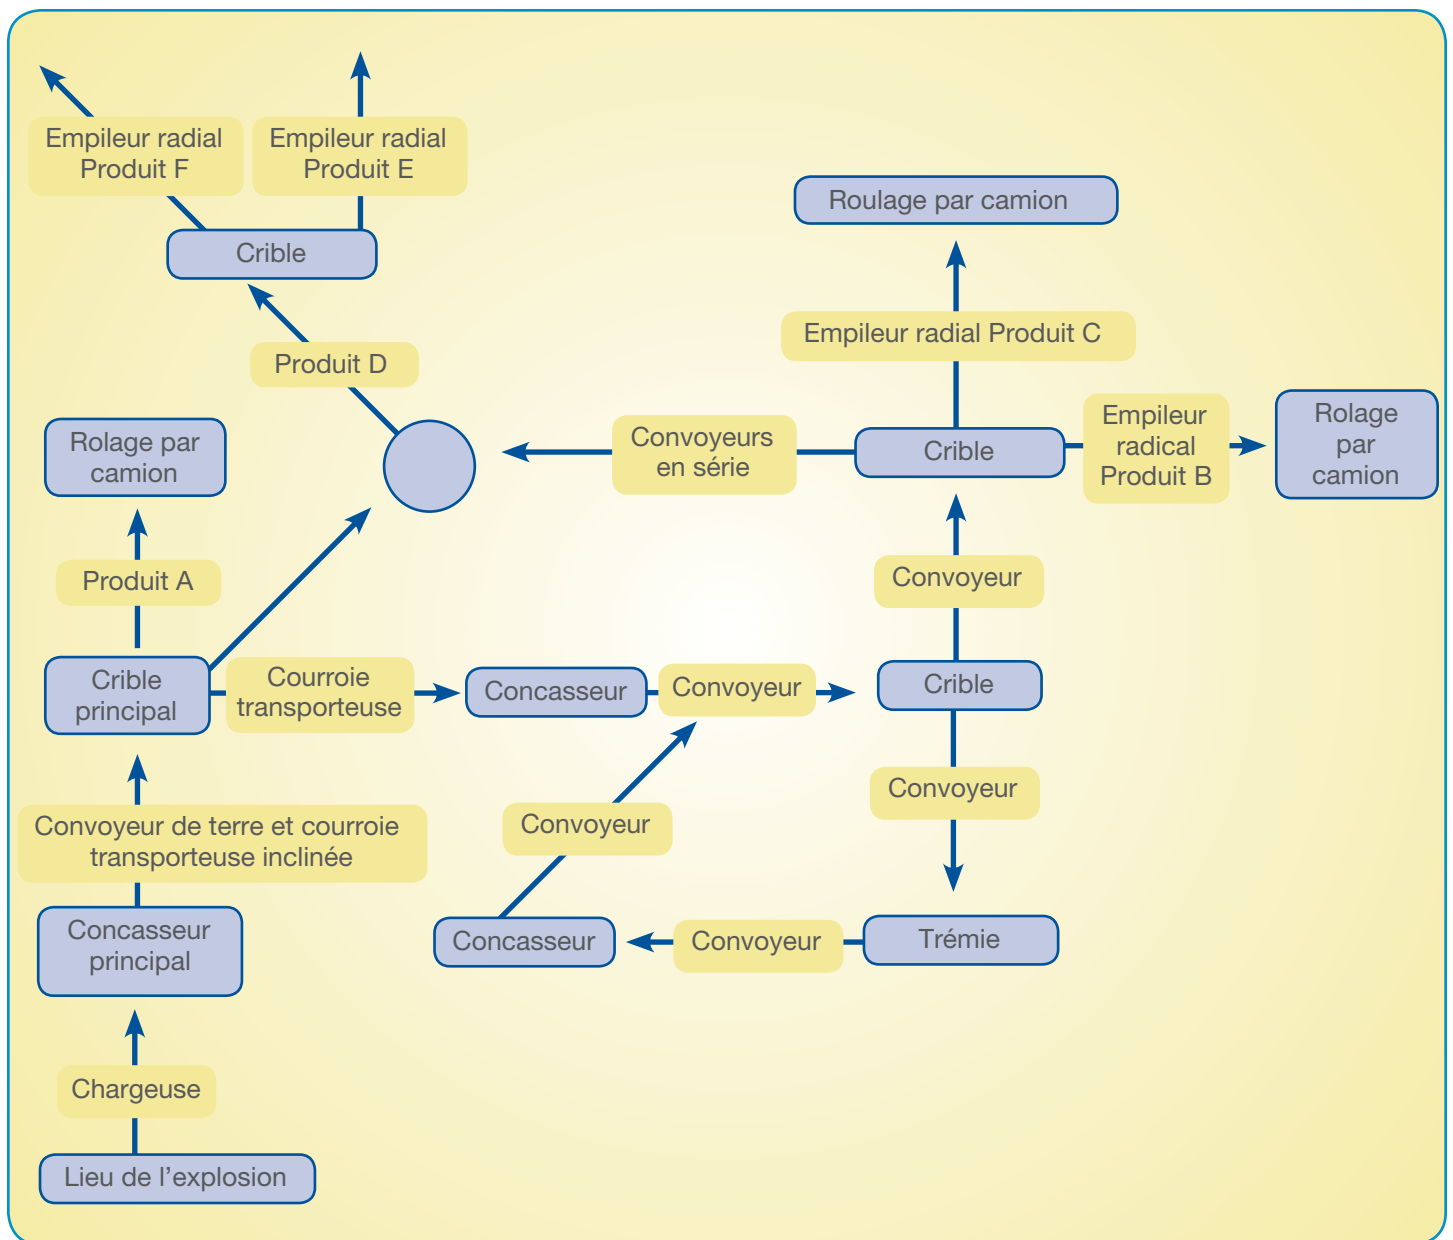 Empileur radial
Produit F
Empileur radial
Produit E
Crible
Produit D
Roulage par camion
Empileur radial Produit C
Rolage par
camion
Convoyeurs
en série
Crible
Empileur
radical
Produit B
Rolage
par
camion
Produit A
Convoyeur
Crible
principal
Courroie
transporteuse
Concasseur
Convoyeur
Crible
Convoyeur
Convoyeur
Convoyeur de terre et courroie
transporteuse inclinée
Concasseur
principal
Concasseur
Convoyeur
Trémie
Chargeuse
Lieu de l’explosion